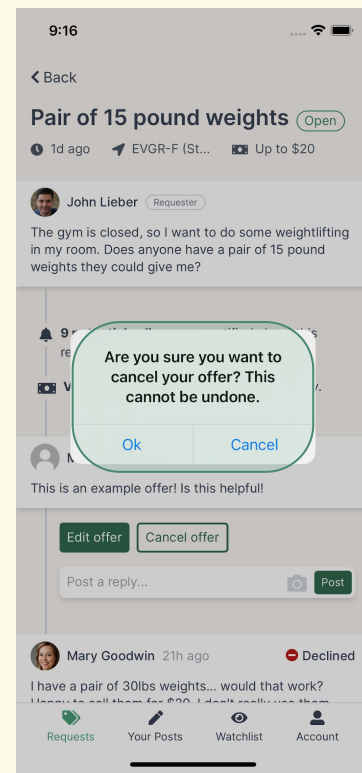 9:16
Back
Pair of 15 pound weights Open
1d ago EVGR-F (St... Up to $20
John Lieber Requester
The gym is closed, so I want to do some weightlifting
in my room. Does anyone have a pair of 15 pound
weights they could give me?
9
re
Are you sure you want to
cancel your offer? This
cannot be undone.
Ok Cancel
This is an example offer! Is this helpful!
Edit offer Cancel offer
Post a reply... Post
Mary Goodwin 21h ago Declined
I have a pair of 30lbs weights... would that work?
Requests Your Posts Watchlist Account